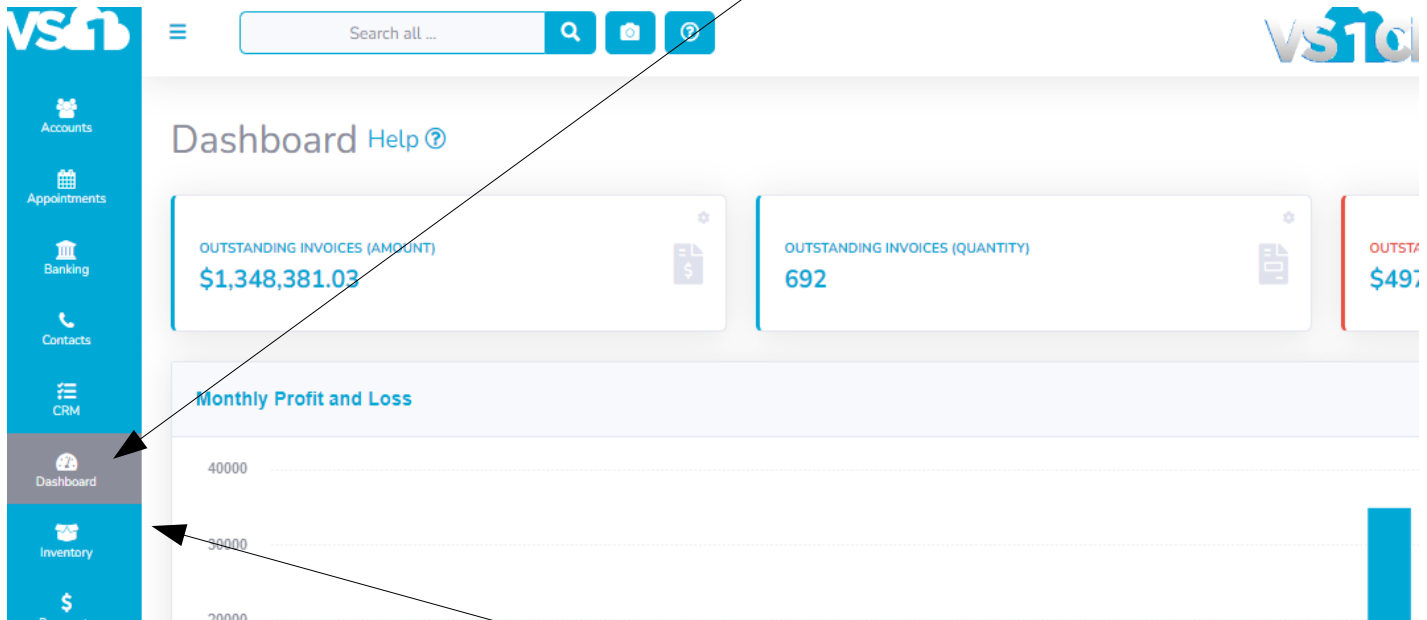 VS1
Search all ...
VS1Cl
Accounts
Appointments
Banking
Contacts
CRM
Dashboard
Inventory
Dashboard Help
OUTSTANDING INVOICES (AMOUNT)
$1,348,381.03
OUTSTANDING INVOICES (QUANTITY)
692
OUTSTA
$497
Monthly Profit and Loss
40000
30000
20000